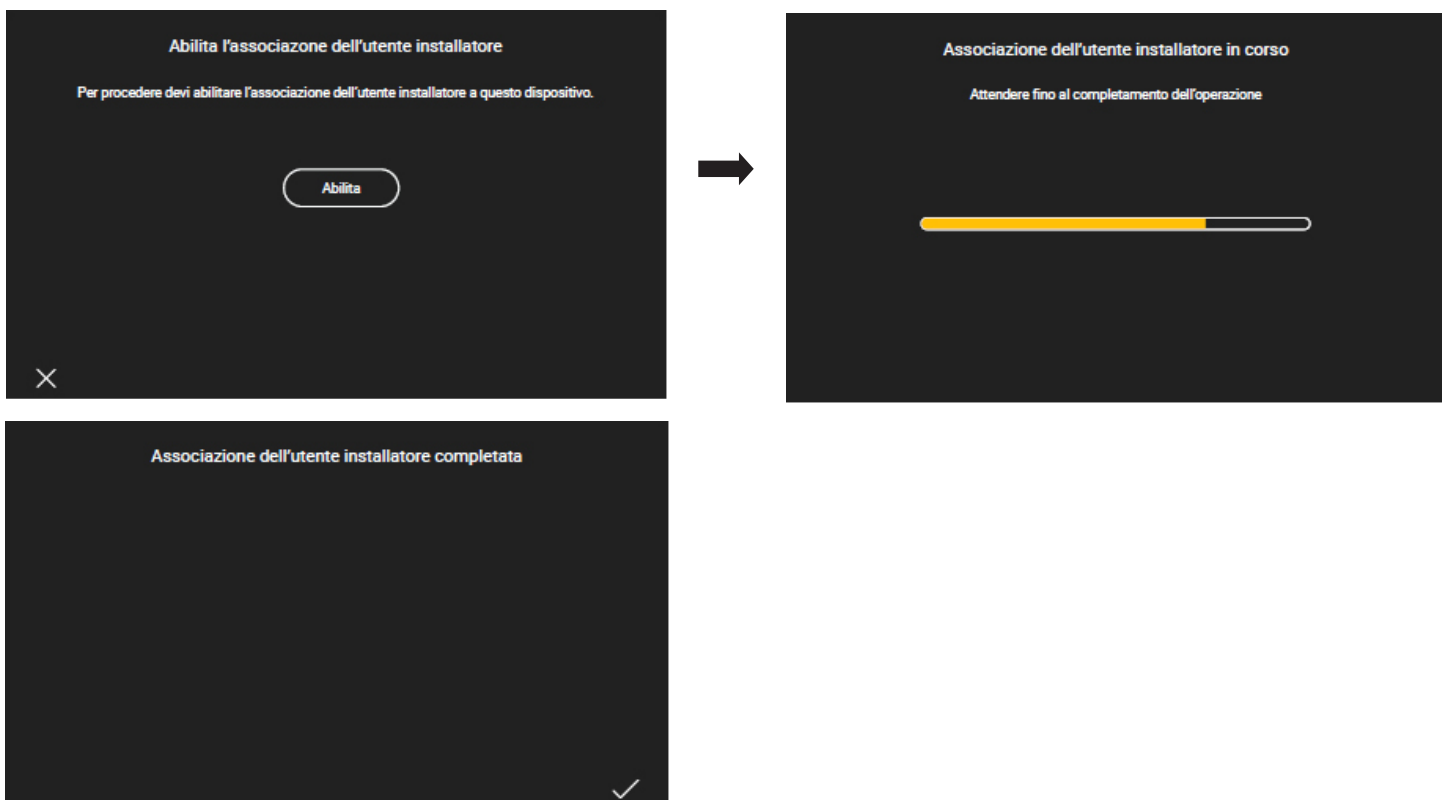 Abilita l'associazone dell'utente installatore
Per procedere devi abilitare l'associazione dell'utente installatore a questo dispositivo.
Abilita
Associazione dell'utente installatore in corso
Attendere fino al completamento dell'operazione
Associazione dell'utente installatore completata